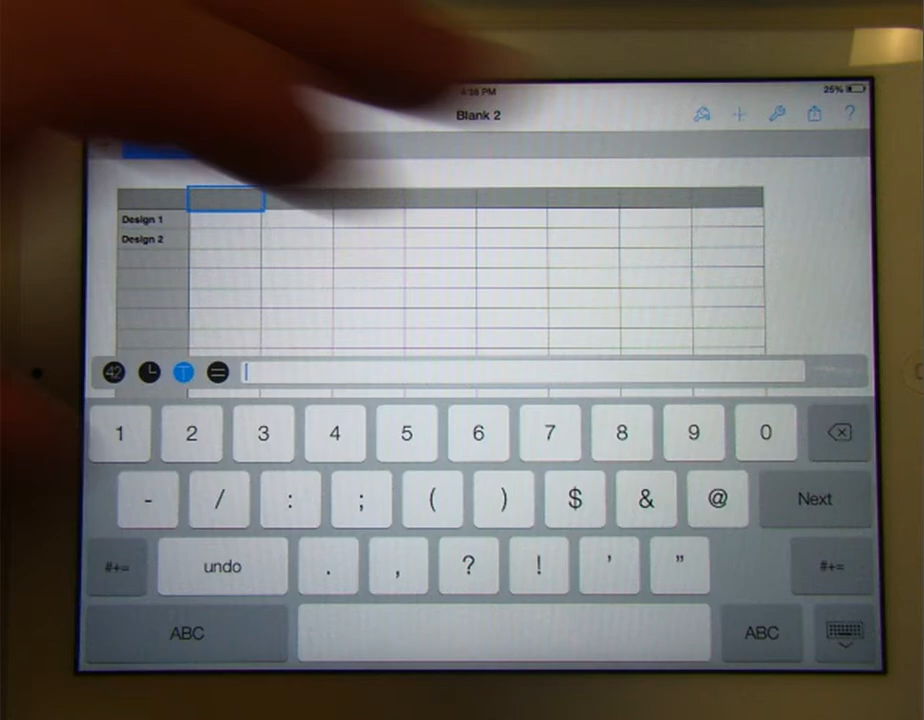 4:36 PM
25%
Blank 2
?
Design 1
Design 2
42 T =
1 2 3 4 5 6 7 8 9 0
- / : ; ( ) $ & @ Next
#+= undo . , ? ! ' " #+=
ABC ABC